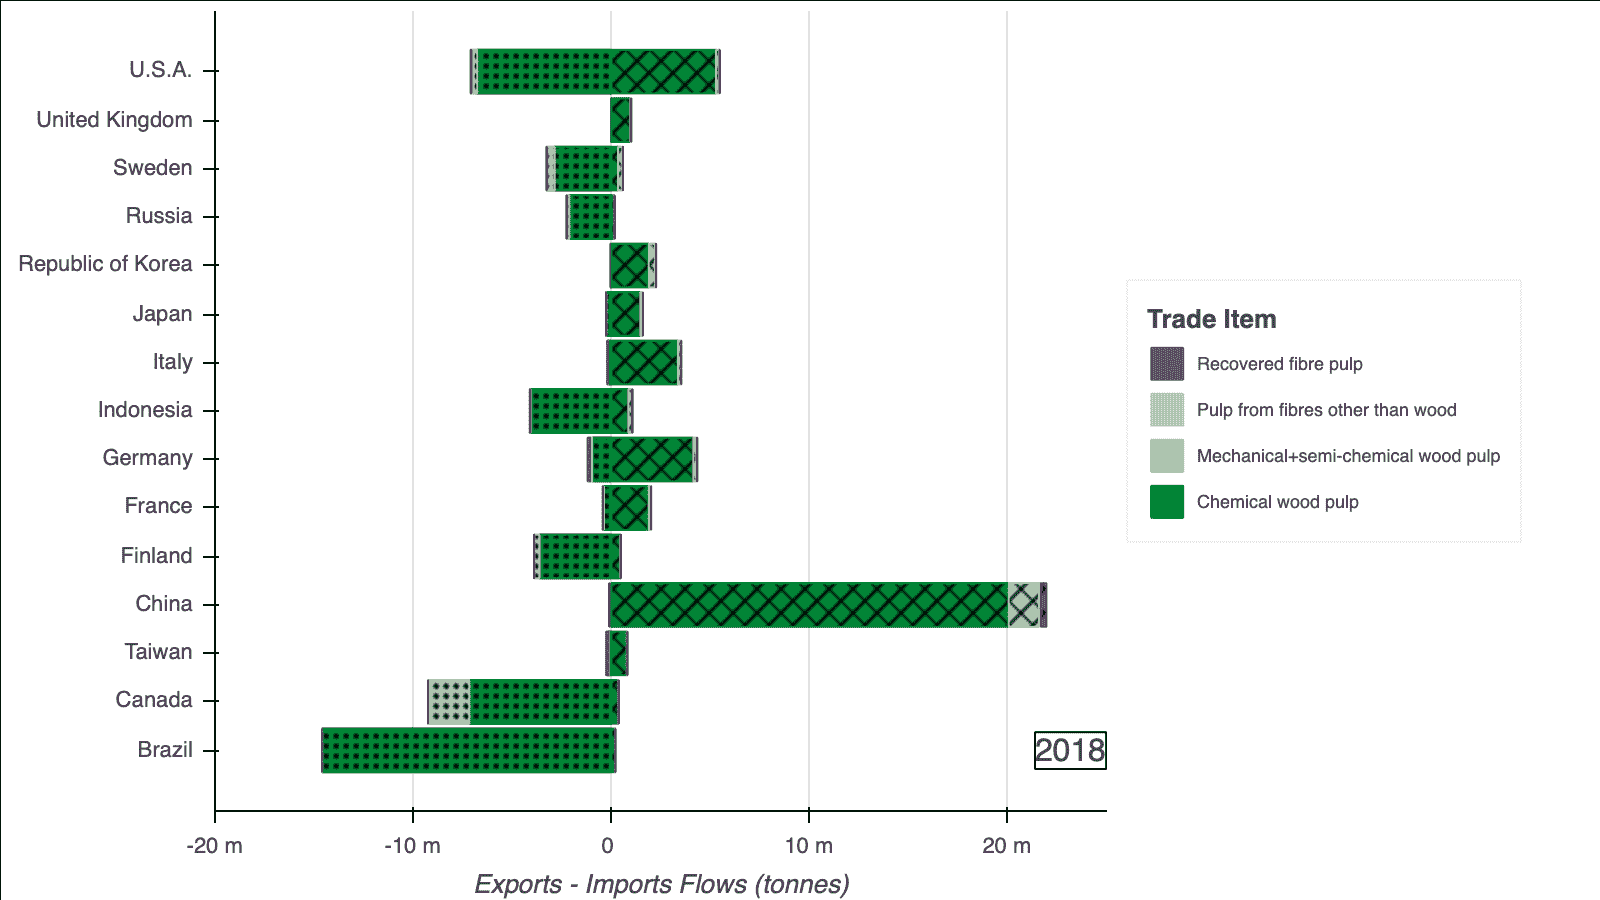 U.S.A.
United Kingdom
Sweden
Russia
Republic of Korea
Japan
Italy
Indonesia
Germany
France
Finland
China
Taiwan
Canada
Brazil
Trade Item
Recovered fibre pulp
Pulp from fibres other than wood
Mechanical+semi-chemical wood pulp
Chemical wood pulp
2018
-20 m -10 m 0 10 m 20 m
Exports - Imports Flows (tonnes)